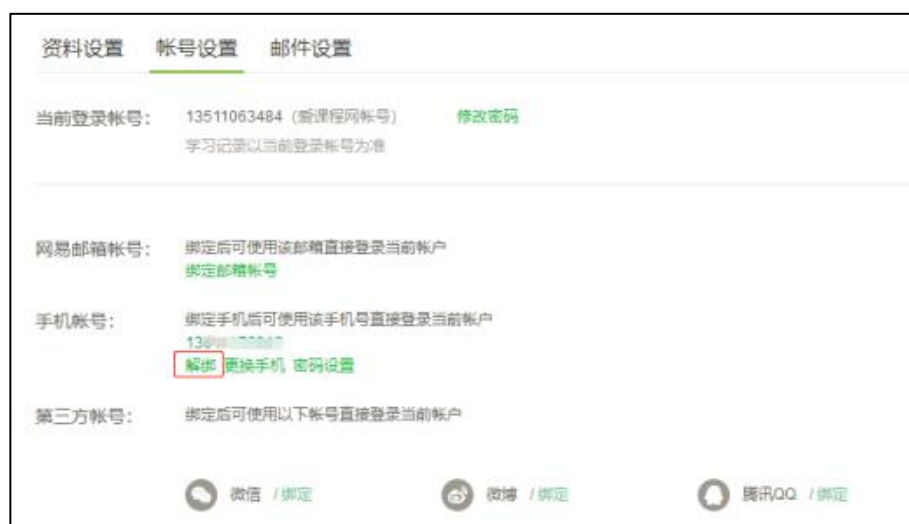 资料设置 帐号设置 邮件设置
当前登录帐号： 13511063484（爱课程网帐号） 修改密码
学习记录以当前登录帐号为准
网易邮箱帐号： 绑定后可使用该邮箱直接登录当前帐户
绑定邮箱帐号
手机帐号： 绑定手机后可使用该手机号直接登录当前帐户
解绑 更换手机 密码设置
第三方帐号： 绑定后可使用以下帐号直接登录当前帐户
微信 / 绑定 微博 / 绑定 腾讯QQ / 绑定